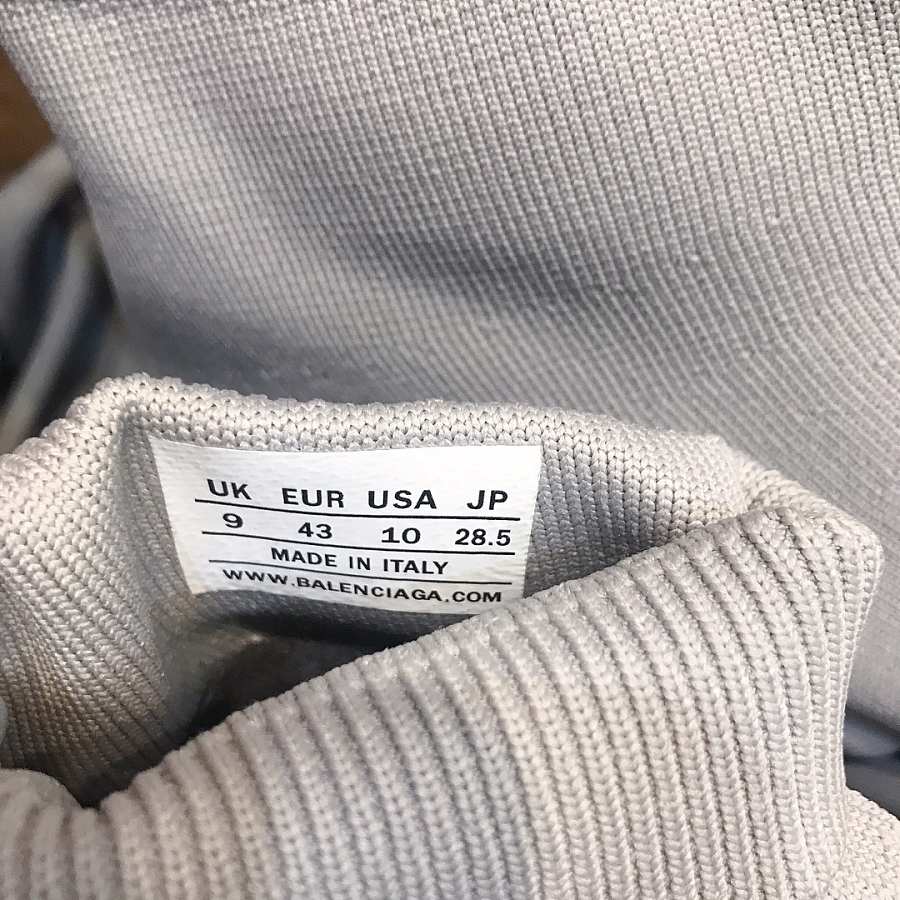 UK EUR USA JP
9 43 10 28.5
MADE IN ITALY
WWW.BALENCIAGA.COM